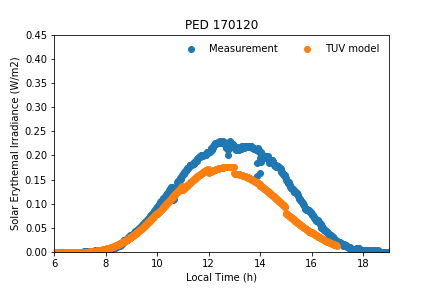 PED 170120
Measurement TUV model
Solar Erythemal Irradiance (W/m2)
0.45
0.40
0.35
0.30
0.25
0.20
0.15
0.10
0.05
0.00
6 8 10 12 14 16 18
Local Time (h)